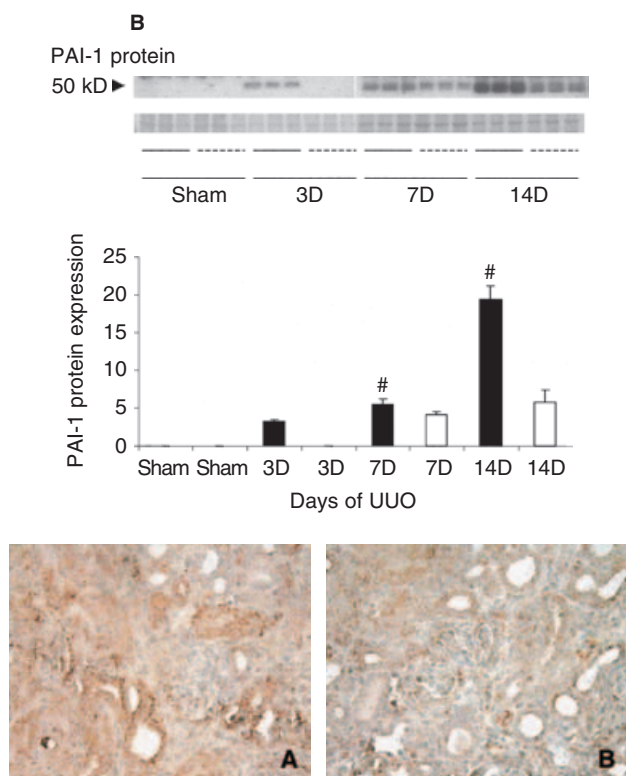 B
PAI-1 protein
50 kD
Sham 3D 7D 14D
PAI-1 protein expression
25
20
15
10
5
0
#
#
Sham Sham 3D 3D 7D 7D 14D 14D
Days of UUO
A
B